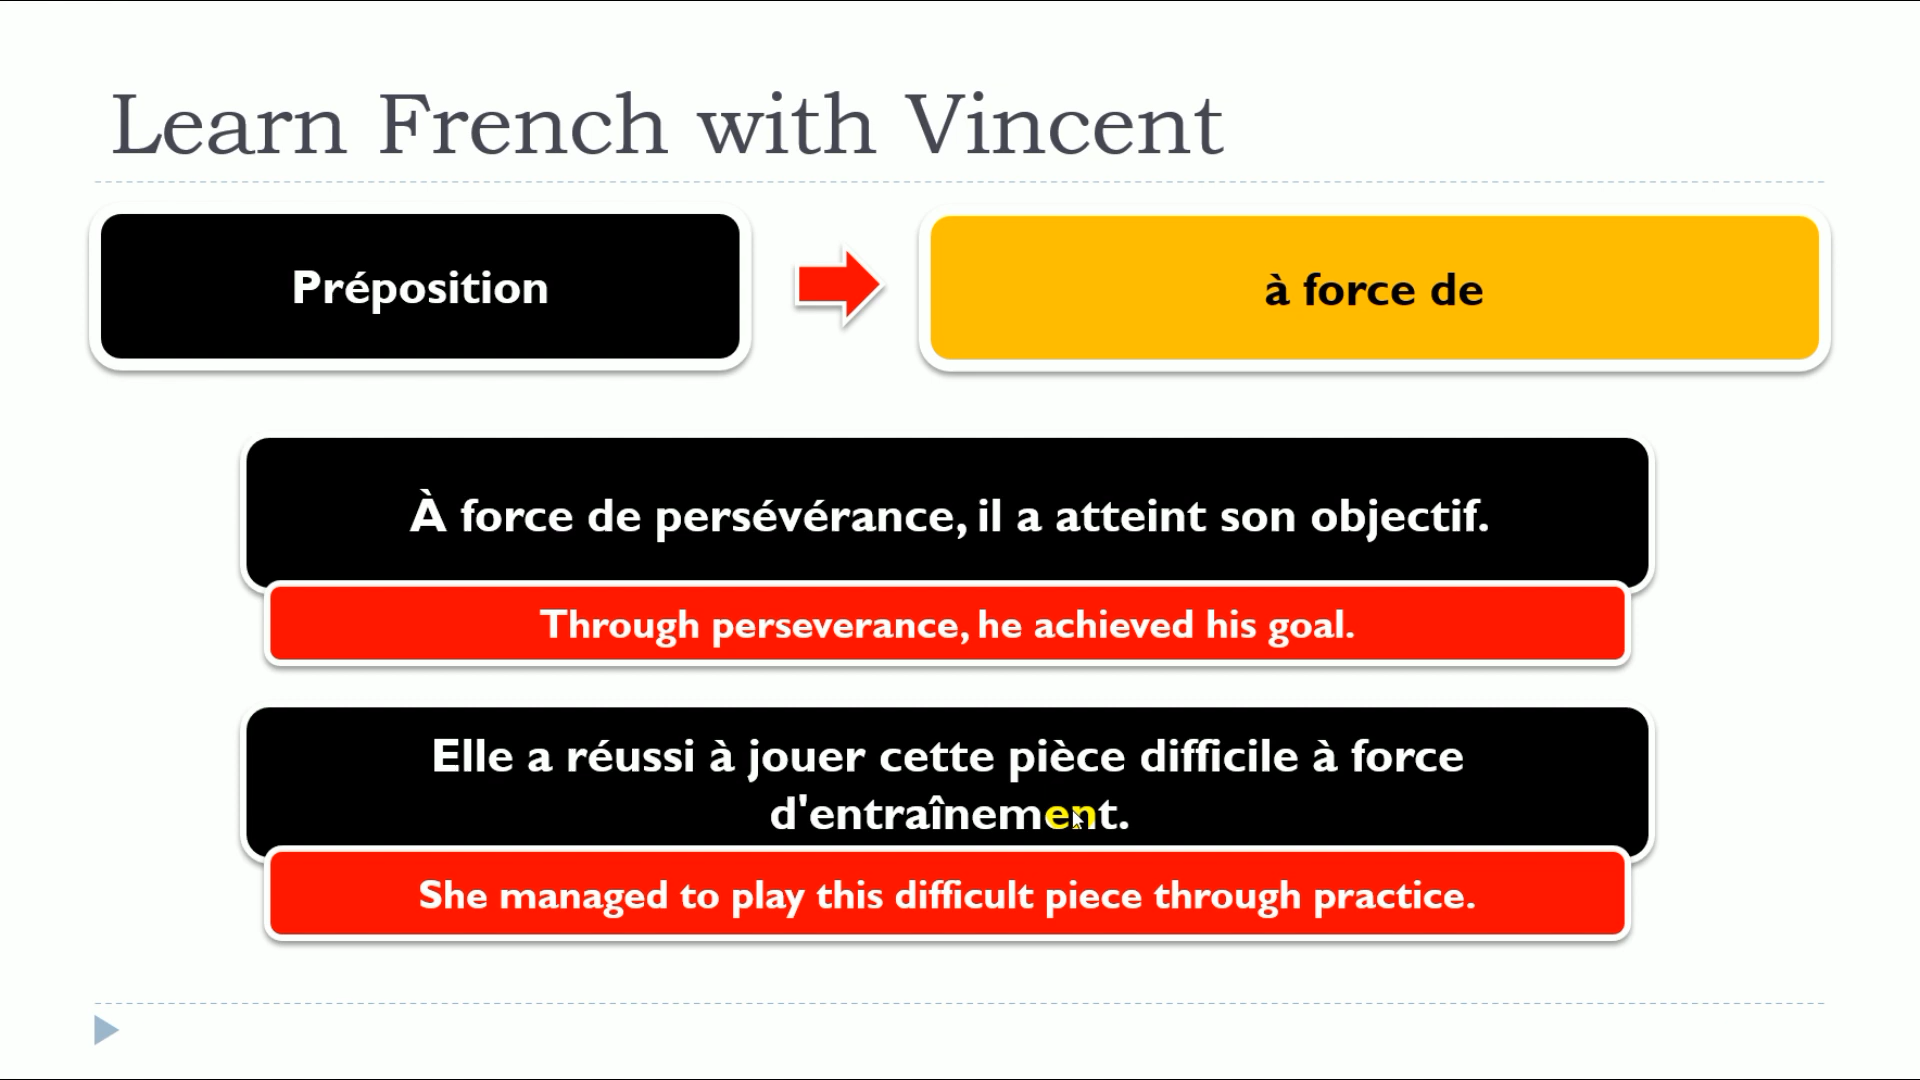 Learn French with Vincent
Préposition
à force de
À force de persévérance, il a atteint son objectif.
Through perseverance, he achieved his goal.
Elle a réussi à jouer cette pièce difficile à force
d'entraînement.
She managed to play this difficult piece through practice.